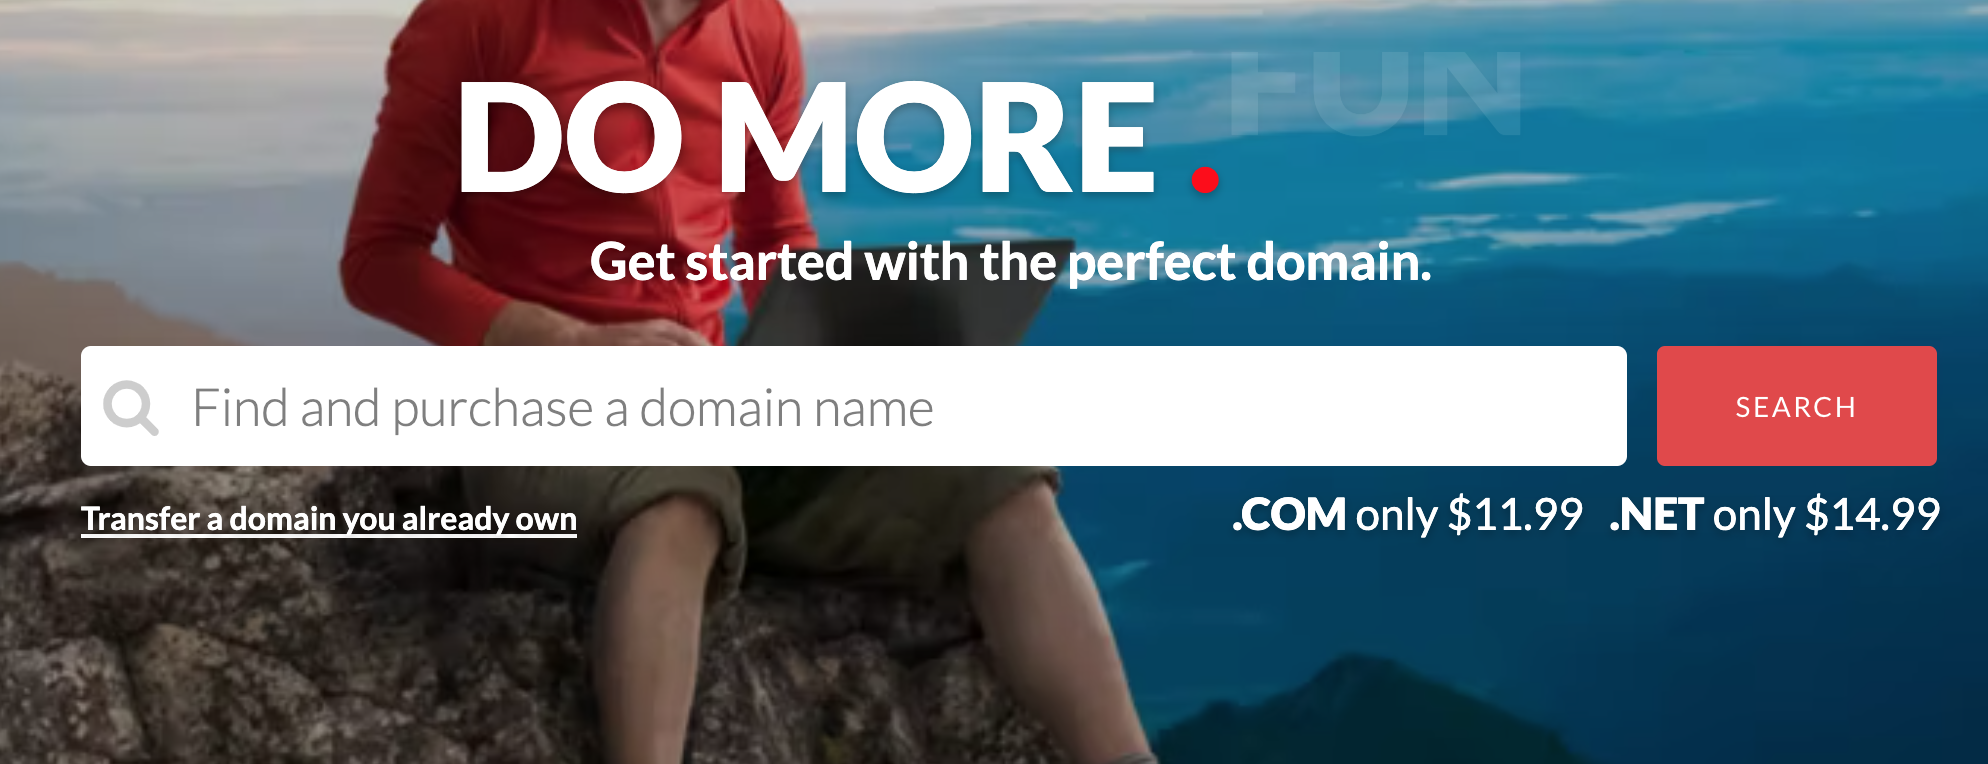 DO MORE . FUN
Get started with the perfect domain.
Find and purchase a domain name
SEARCH
Transfer a domain you already own
.COM only $11.99 .NET only $14.99